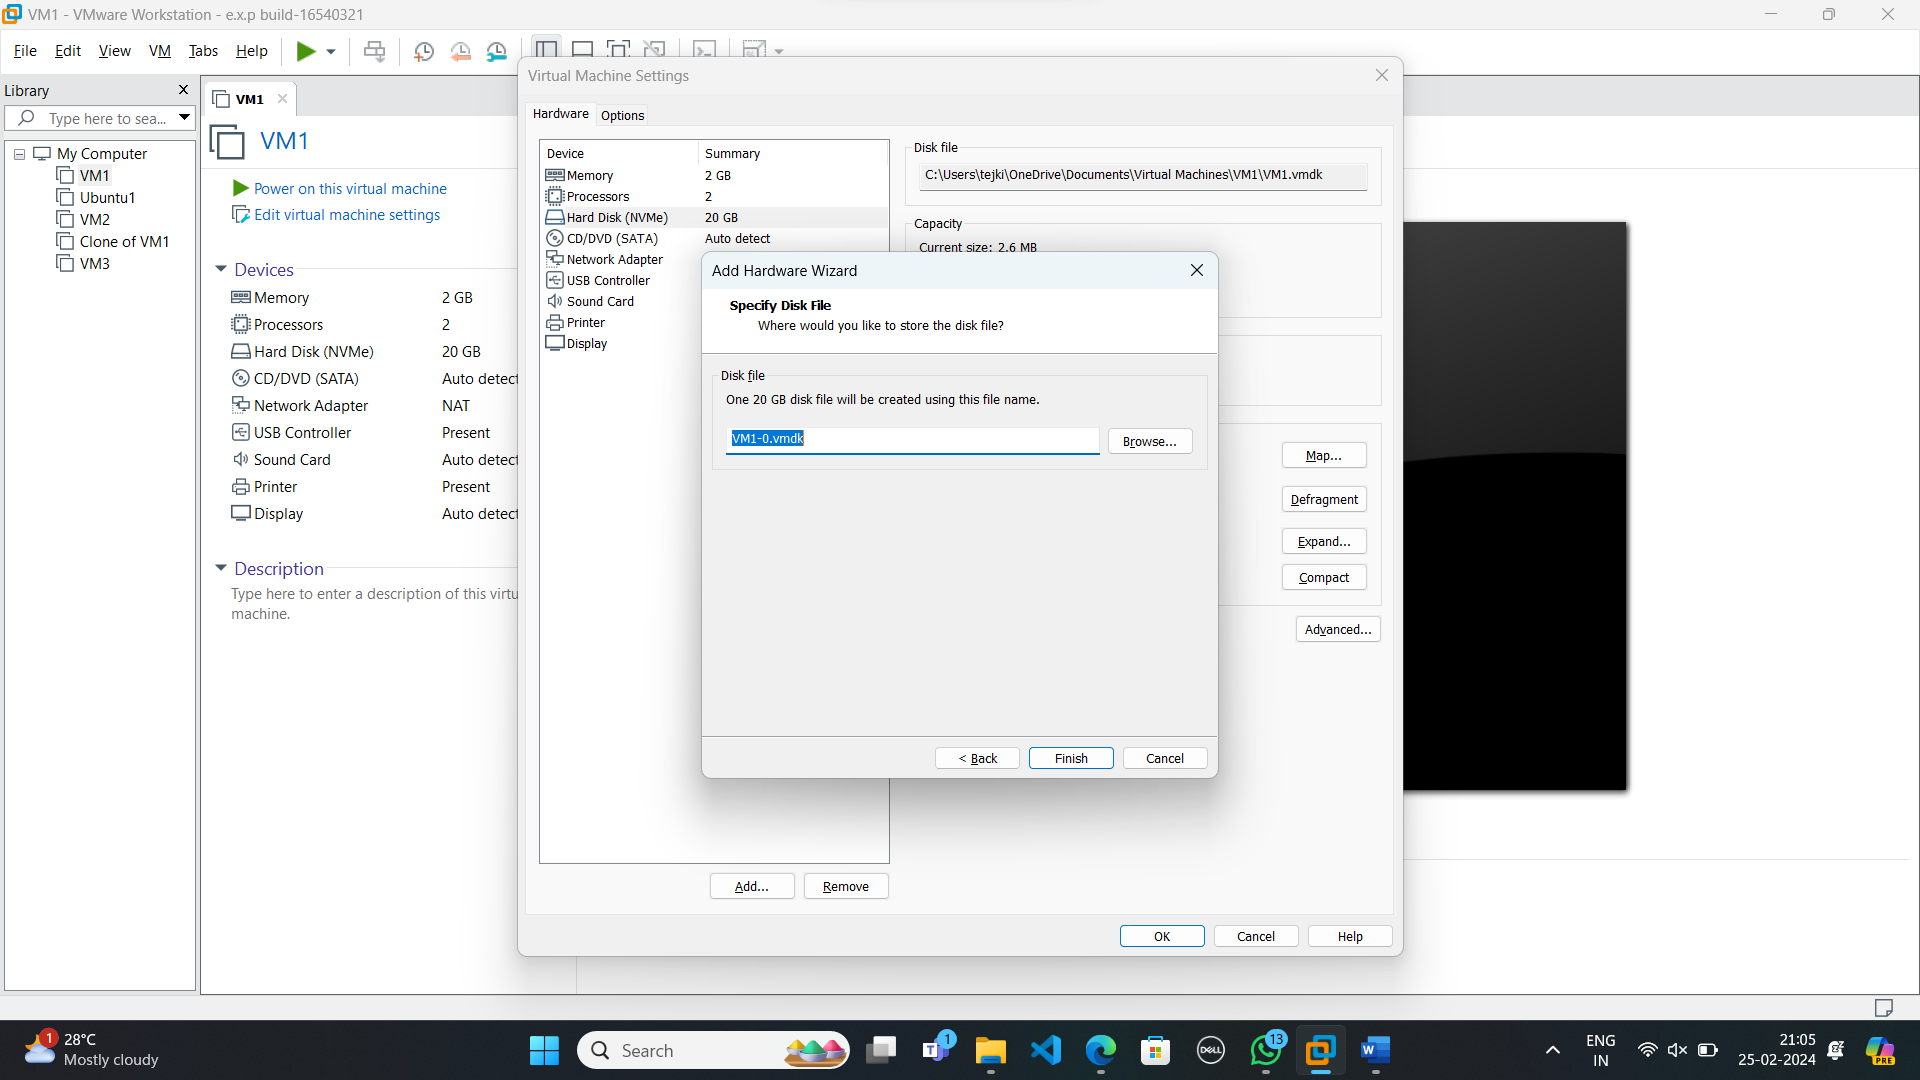 VM1 - VMware Workstation - e.x.p build-16540321
File Edit View VM Tabs Help
Library
Type here to sea...
My Computer
VM1
Ubuntu1
VM2
Clone of VM1
VM3
VM1
VM1
Power on this virtual machine
Edit virtual machine settings
Devices
Memory 2 GB
Processors 2
Hard Disk (NVMe) 20 GB
CD/DVD (SATA) Auto detect
Network Adapter NAT
USB Controller Present
Sound Card Auto detect
Printer Present
Display Auto detect
Description
Type here to enter a description of this virtu
machine.
Virtual Machine Settings
Hardware Options
Device Summary
Memory 2 GB
Processors 2
Hard Disk (NVMe) 20 GB
CD/DVD (SATA) Auto detect
Network Adapter
USB Controller
Sound Card
Printer
Display
Disk file
C:\Users\tejki\OneDrive\Documents\Virtual Machines\VM1\VM1.vmdk
Capacity
Current size: 2.6 MB
Map...
Defragment
Expand...
Compact
Advanced...
Add... Remove
OK Cancel Help
Add Hardware Wizard
Specify Disk File
Where would you like to store the disk file?
Disk file
One 20 GB disk file will be created using this file name.
VM1-0.vmdk Browse...
< Back Finish Cancel
1
28°C
Mostly cloudy
Search
T 1
DELL
13
W
ENG
IN
21:05
25-02-2024
PRE